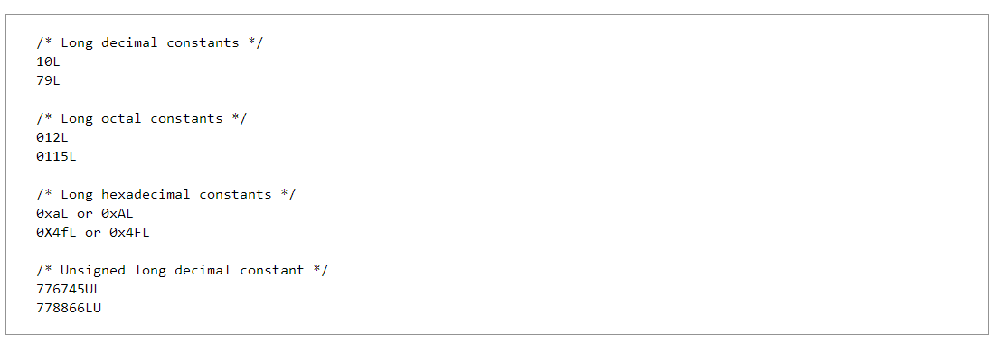 /* Long decimal constants */
10L
79L
/* Long octal constants */
012L
0115L
/* Long hexadecimal constants */
0xaL or 0xAL
0X4fL or 0x4FL
/* Unsigned long decimal constant */
776745UL
778866LU